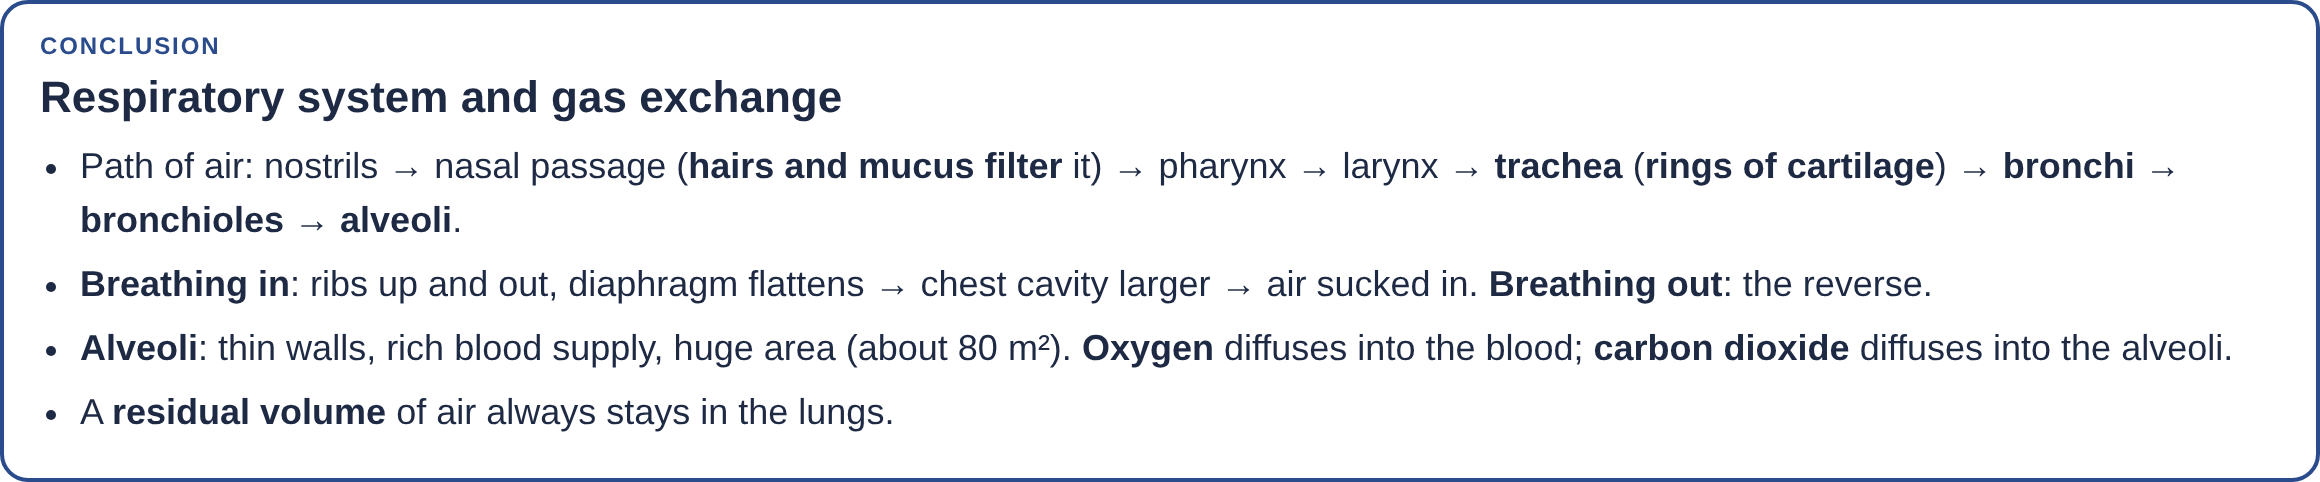 CONCLUSION
Respiratory system and gas exchange
• Path of air: nostrils → nasal passage (hairs and mucus filter it) → pharynx → larynx → trachea (rings of cartilage) → bronchi →
bronchioles → alveoli.
• Breathing in: ribs up and out, diaphragm flattens → chest cavity larger → air sucked in. Breathing out: the reverse.
• Alveoli: thin walls, rich blood supply, huge area (about 80 m²). Oxygen diffuses into the blood; carbon dioxide diffuses into the alveoli.
• A residual volume of air always stays in the lungs.